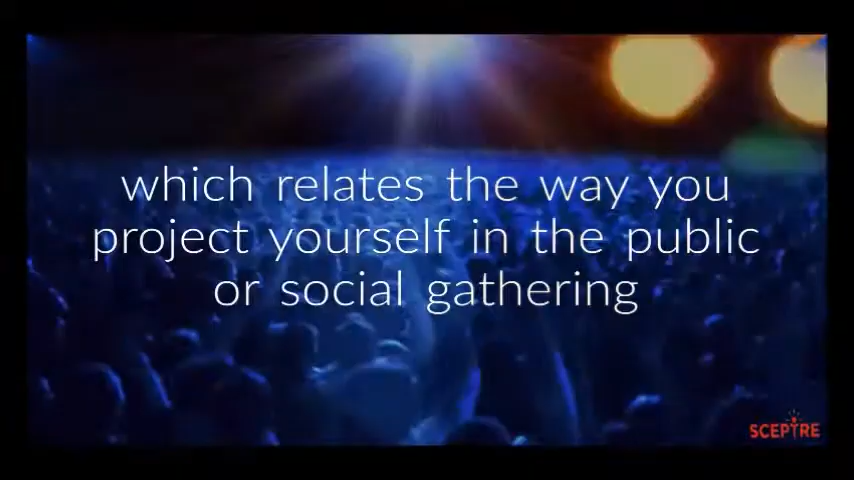 which relates the way you
project yourself in the public
or social gathering
SCEPTRE